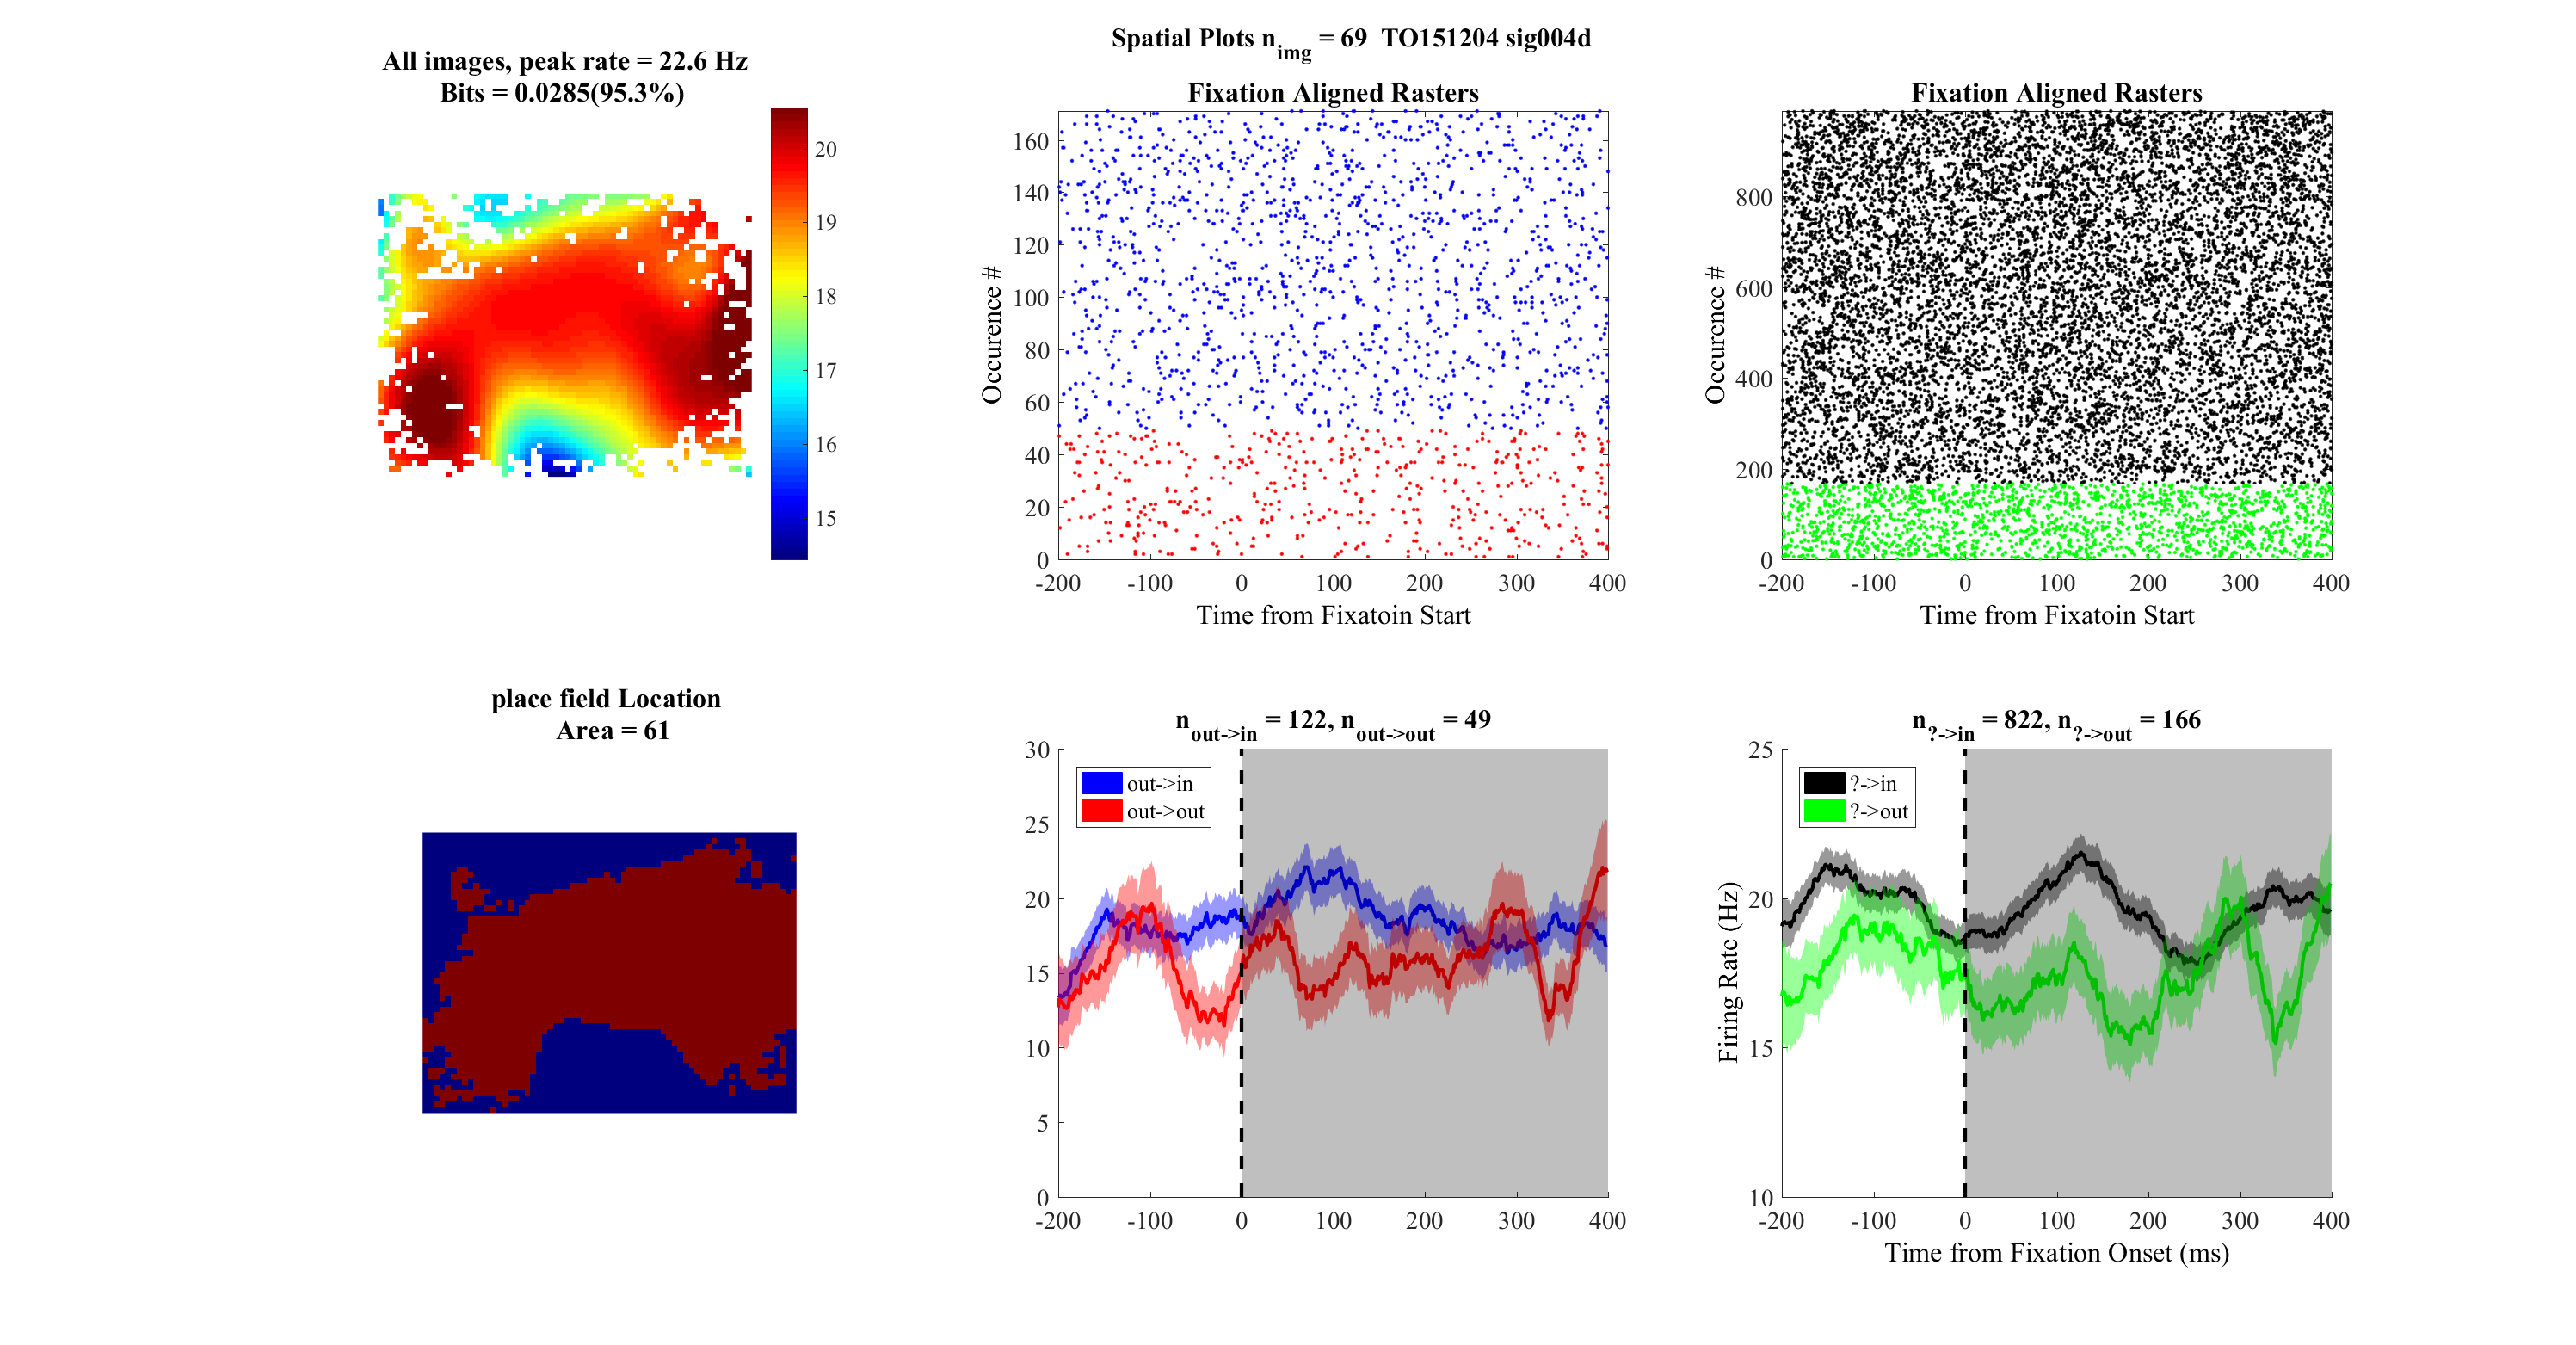 Spatial Plots n_img = 69 TO151204 sig004d
All images, peak rate = 22.6 Hz
Bits = 0.0285(95.3%)
20
19
18
17
16
15
Fixation Aligned Rasters
Occurence #
160
140
120
100
80
60
40
20
0
-200 -100 0 100 200 300 400
Time from Fixatoin Start
Fixation Aligned Rasters
Occurence #
800
600
400
200
0
-200 -100 0 100 200 300 400
Time from Fixatoin Start
place field Location
Area = 61
n_out->in = 122, n_out->out = 49
30
25
20
15
10
5
0
out->in
out->out
-200 -100 0 100 200 300 400
n_?->in = 822, n_?->out = 166
Firing Rate (Hz)
25
20
15
10
?->in
?->out
-200 -100 0 100 200 300 400
Time from Fixation Onset (ms)